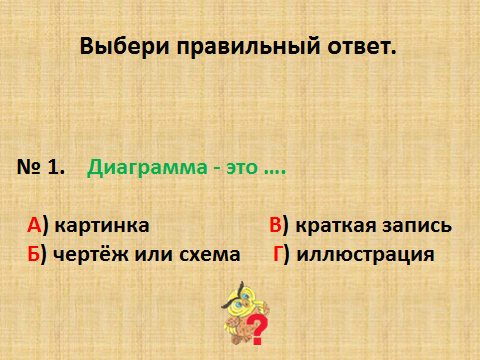 Выбери правильный ответ.
№ 1. Диаграмма - это ....
А) картинка В) краткая запись
Б) чертёж или схема Г) иллюстрация
?